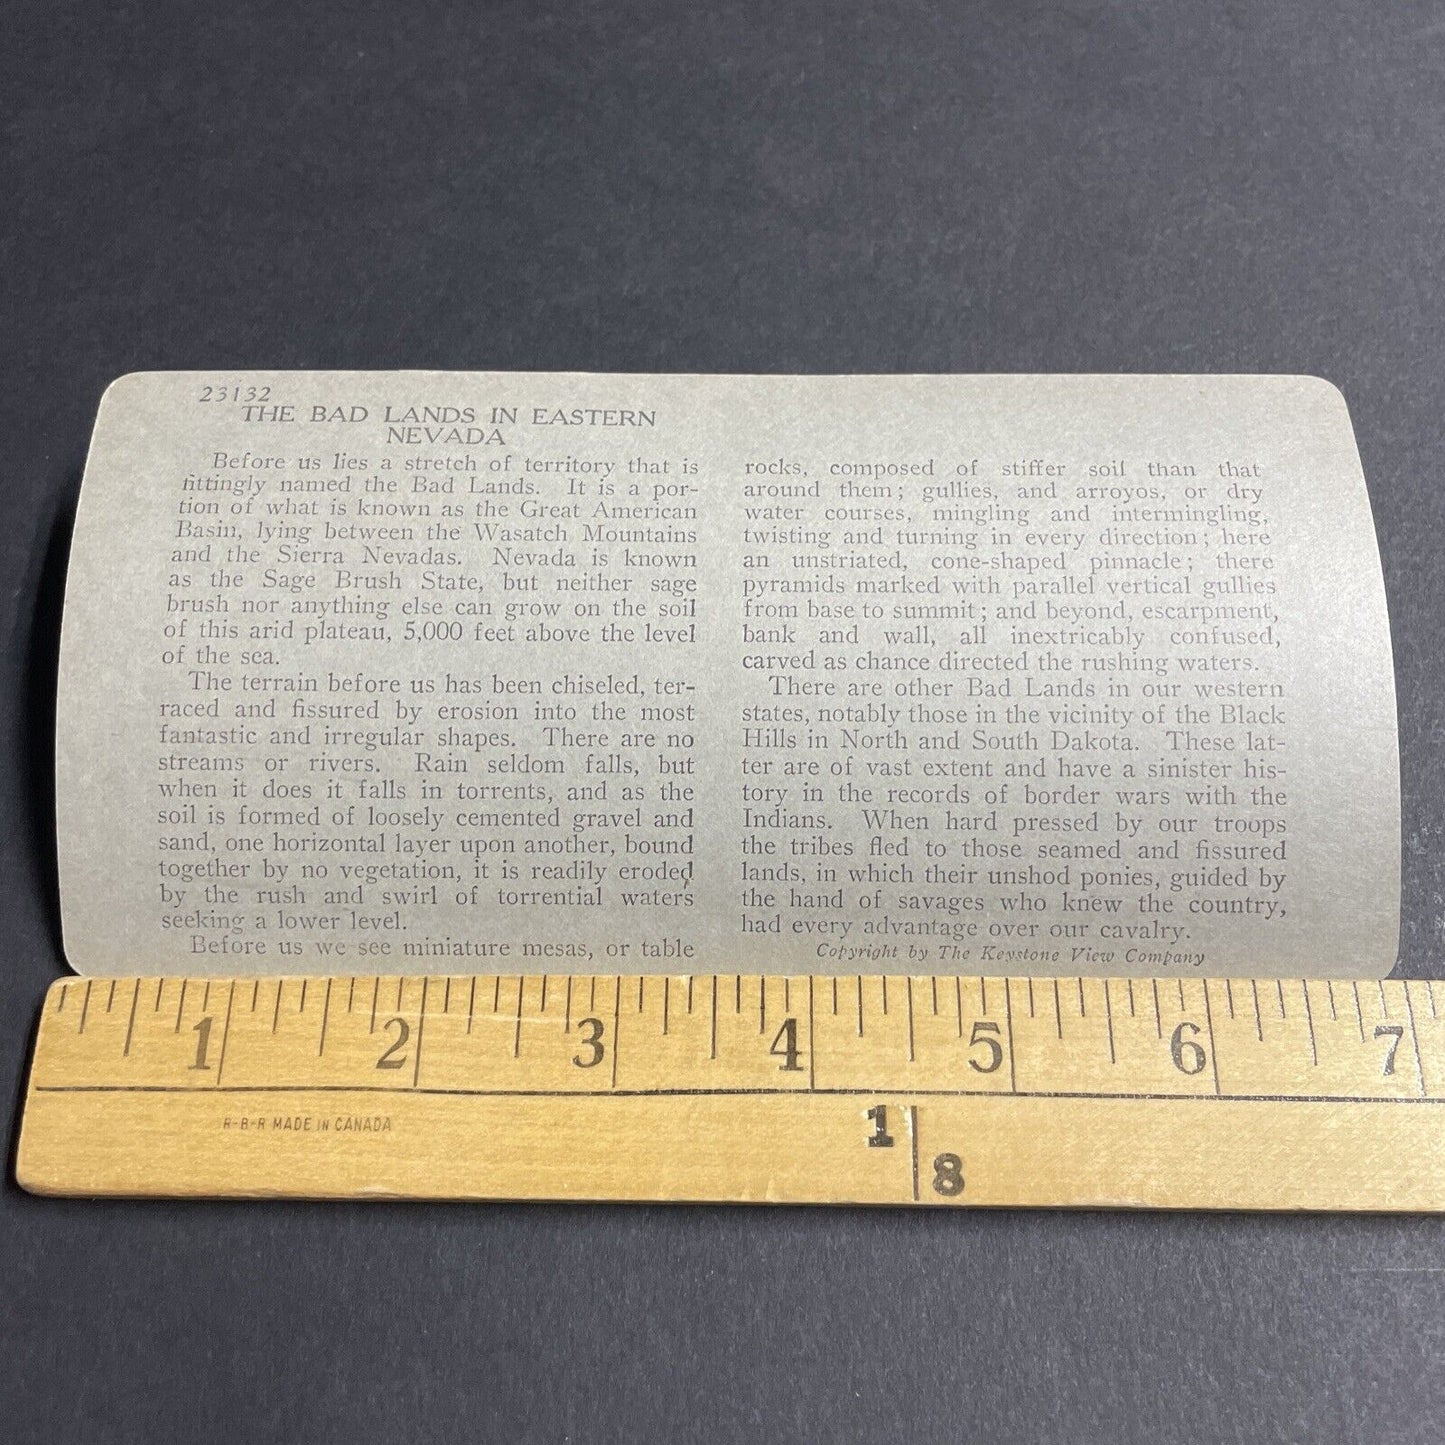 23132
THE BAD LANDS IN EASTERN
NEVADA
Before us lies a stretch of territory that is
fittingly named the Bad Lands. It is a por-
tion of what is known as the Great American
Basin, lying between the Wasatch Mountains
and the Sierra Nevadas. Nevada is known
as the Sage Brush State, but neither sage
brush nor anything else can grow on the soil
of this arid plateau, 5,000 feet above the level
of the sea.
The terrain before us has been chiseled, ter-
raced and fissured by erosion into the most
fantastic and irregular shapes. There are no
streams or rivers. Rain seldom falls, but
when it does it falls in torrents, and as the
soil is formed of loosely cemented gravel and
sand, one horizontal layer upon another, bound
together by no vegetation, it is readily eroded
by the rush and swirl of torrential waters
seeking a lower level.
Before us we see miniature mesas, or table
rocks, composed of stiffer soil than that
around them; gullies, and arroyos, or dry
water courses, mingling and intermingling,
twisting and turning in every direction; here
an unstriated, cone-shaped pinnacle; there
pyramids marked with parallel vertical gullies
from base to summit; and beyond, escarpment,
bank and wall, all inextricably confused,
carved as chance directed the rushing waters.
There are other Bad Lands in our western
states, notably those in the vicinity of the Black
Hills in North and South Dakota. These lat-
ter are of vast extent and have a sinister his-
tory in the records of border wars with the
Indians. When hard pressed by our troops
the tribes fled to those seamed and fissured
lands, in which their unshod ponies, guided by
the hand of savages who knew the country,
had every advantage over our cavalry.
Copyright by The Keystone View Company
1 2 3 4 5 6 7
R-B-R MADE IN CANADA
1
8